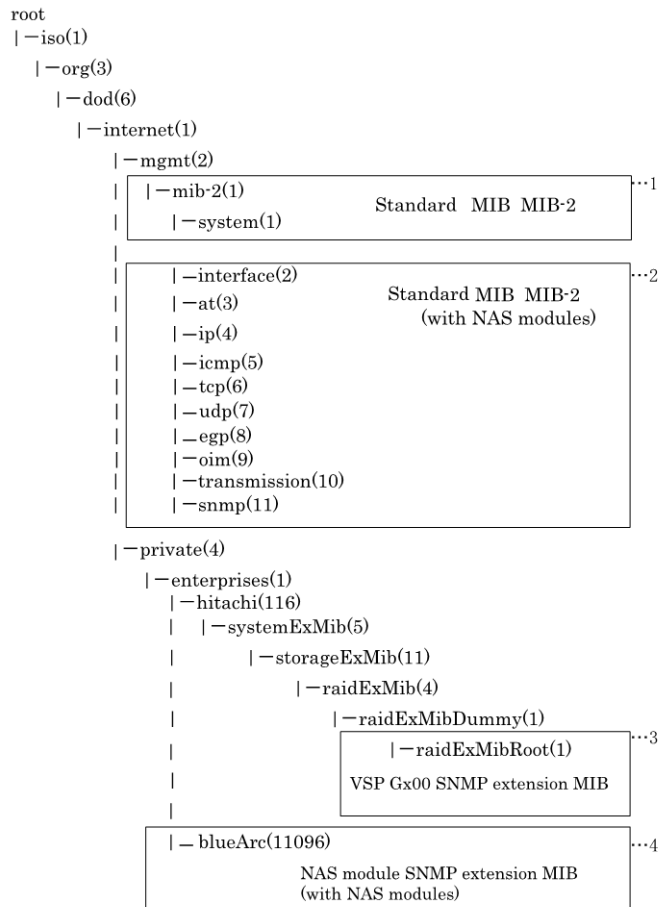 root
|－iso(1)
|－org(3)
|－dod(6)
|－internet(1)
|－mgmt(2)
| |－mib-2(1) Standard MIB MIB-2 …1
| |－system(1)
|
| |－interface(2) Standard MIB MIB-2 …2
| |－at(3) (with NAS modules)
| |－ip(4)
| |－icmp(5)
| |－tcp(6)
| |－udp(7)
| |－egp(8)
| |－oim(9)
| |－transmission(10)
| |－snmp(11)
|－private(4)
|－enterprises(1)
|－hitachi(116)
| |－systemExMib(5)
| |－storageExMib(11)
| |－raidExMib(4)
| |－raidExMibDummy(1)
| |－raidExMibRoot(1) …3
| VSP Gx00 SNMP extension MIB
|
|－blueArc(11096) …4
NAS module SNMP extension MIB
(with NAS modules)